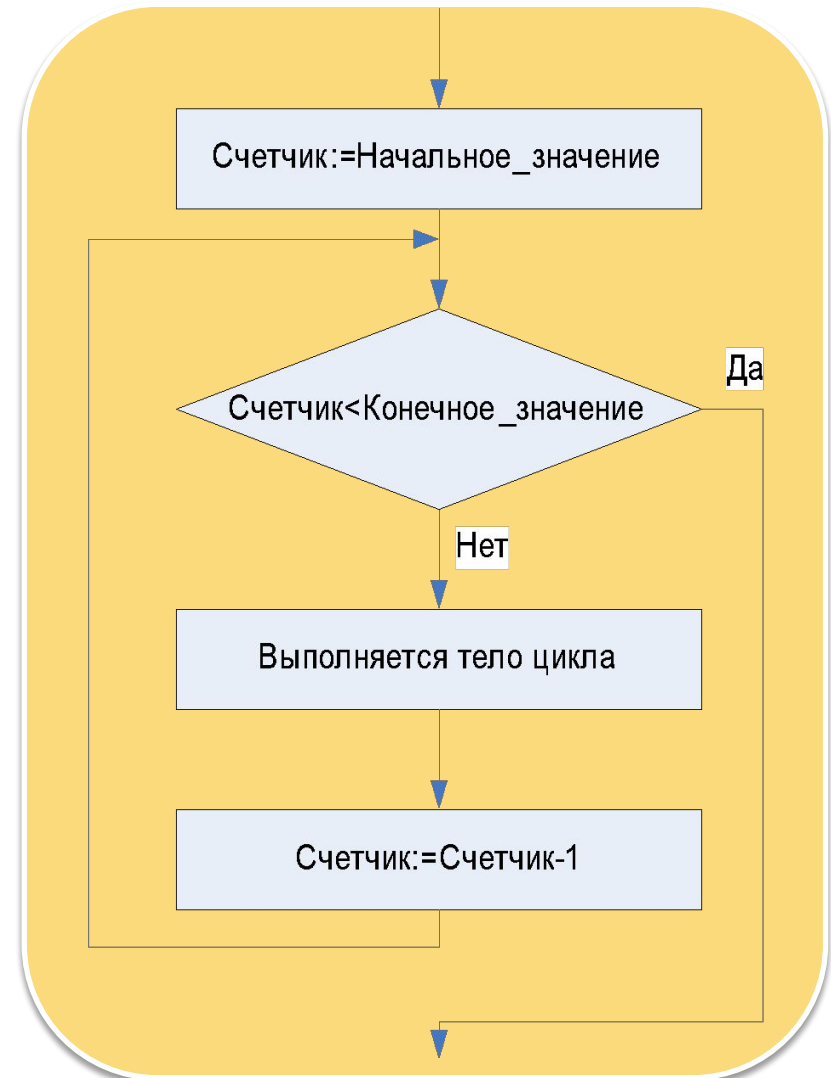 Счетчик:=Начальное_значение
Счетчик<Конечное_значение
Да
Нет
Выполняется тело цикла
Счетчик:=Счетчик-1